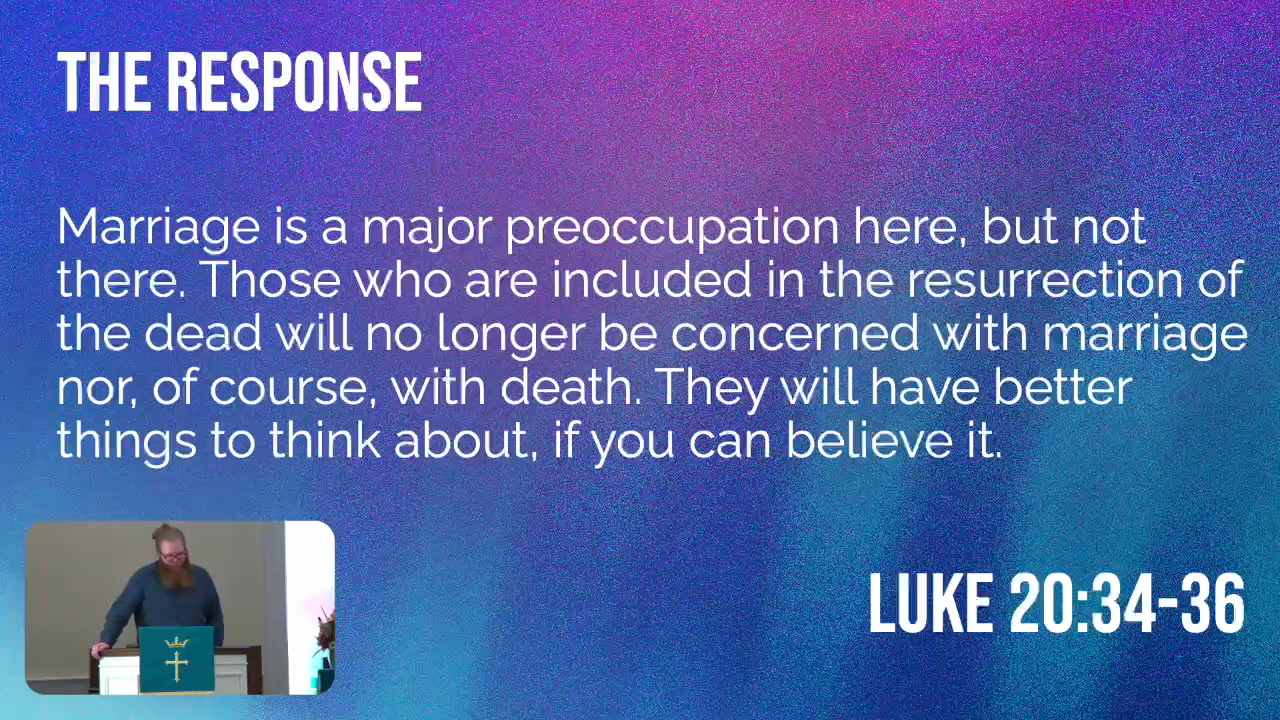 THE RESPONSE
Marriage is a major preoccupation here, but not
there. Those who are included in the resurrection of
the dead will no longer be concerned with marriage
nor, of course, with death. They will have better
things to think about, if you can believe it.
LUKE 20:34-36